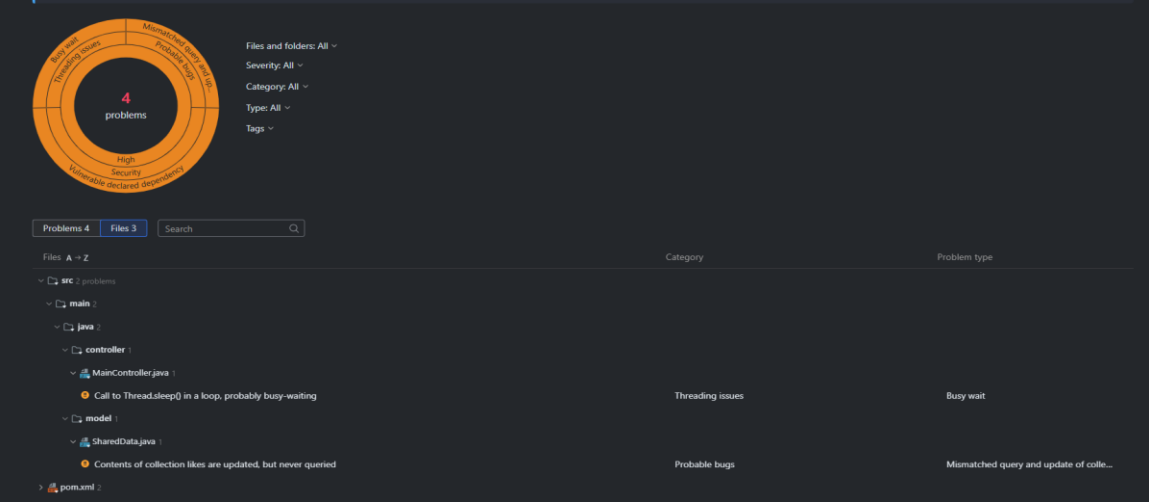 Busy wait
Threading issues
Mismatched query and up...
Probable bugs
4
problems
High
Security
Vulnerable declared dependency
Files and folders: All
Severity: All
Category: All
Type: All
Tags
Problems 4 Files 3 Search
Files A → Z Category Problem type
src 2 problems
main 2
java 2
controller 1
MainController.java 1
Call to Thread.sleep() in a loop, probably busy-waiting Threading issues Busy wait
model 1
SharedData.java 1
Contents of collection likes are updated, but never queried Probable bugs Mismatched query and update of colle...
pom.xml 2